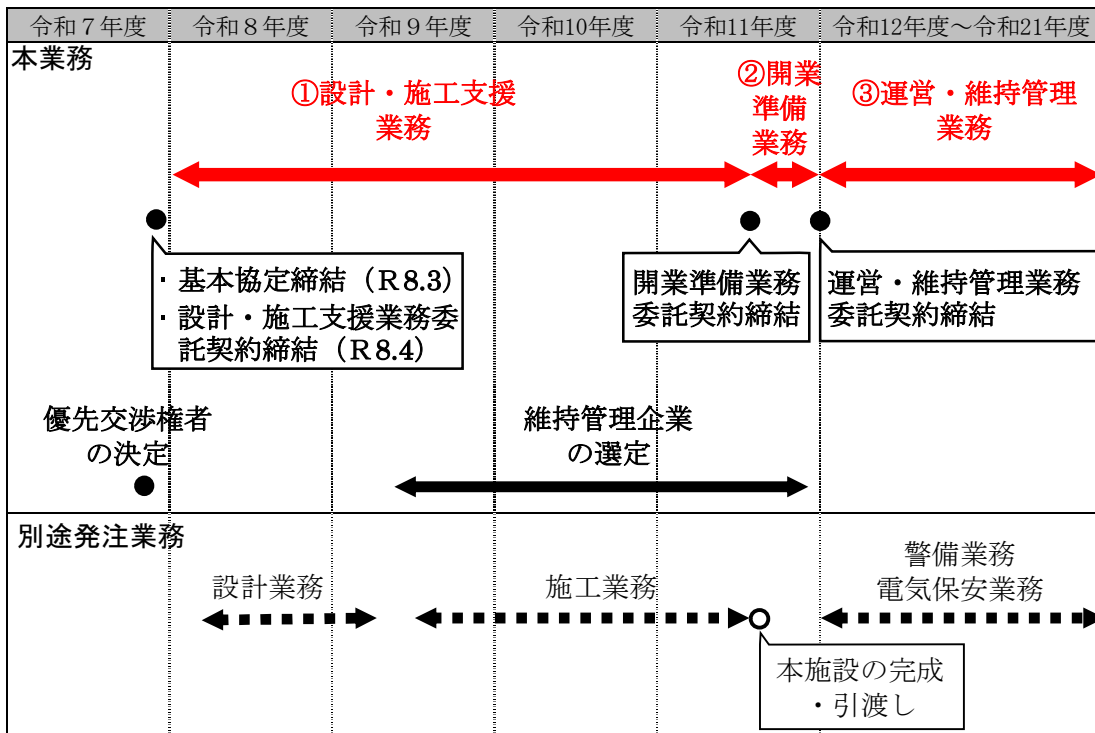 令和７年度
令和８年度
令和９年度
令和10年度
令和11年度
令和12年度～令和21年度
本業務
①設計・施工支援
業務
②開業
準備
業務
③運営・維持管理
業務
・基本協定締結（Ｒ8.3）
・設計・施工支援業務委
託契約締結（Ｒ8.4）
開業準備業務
委託契約締結
運営・維持管理業務
委託契約締結
優先交渉権者
の決定
維持管理企業
の選定
別途発注業務
設計業務
施工業務
警備業務
電気保安業務
本施設の完成
・引渡し